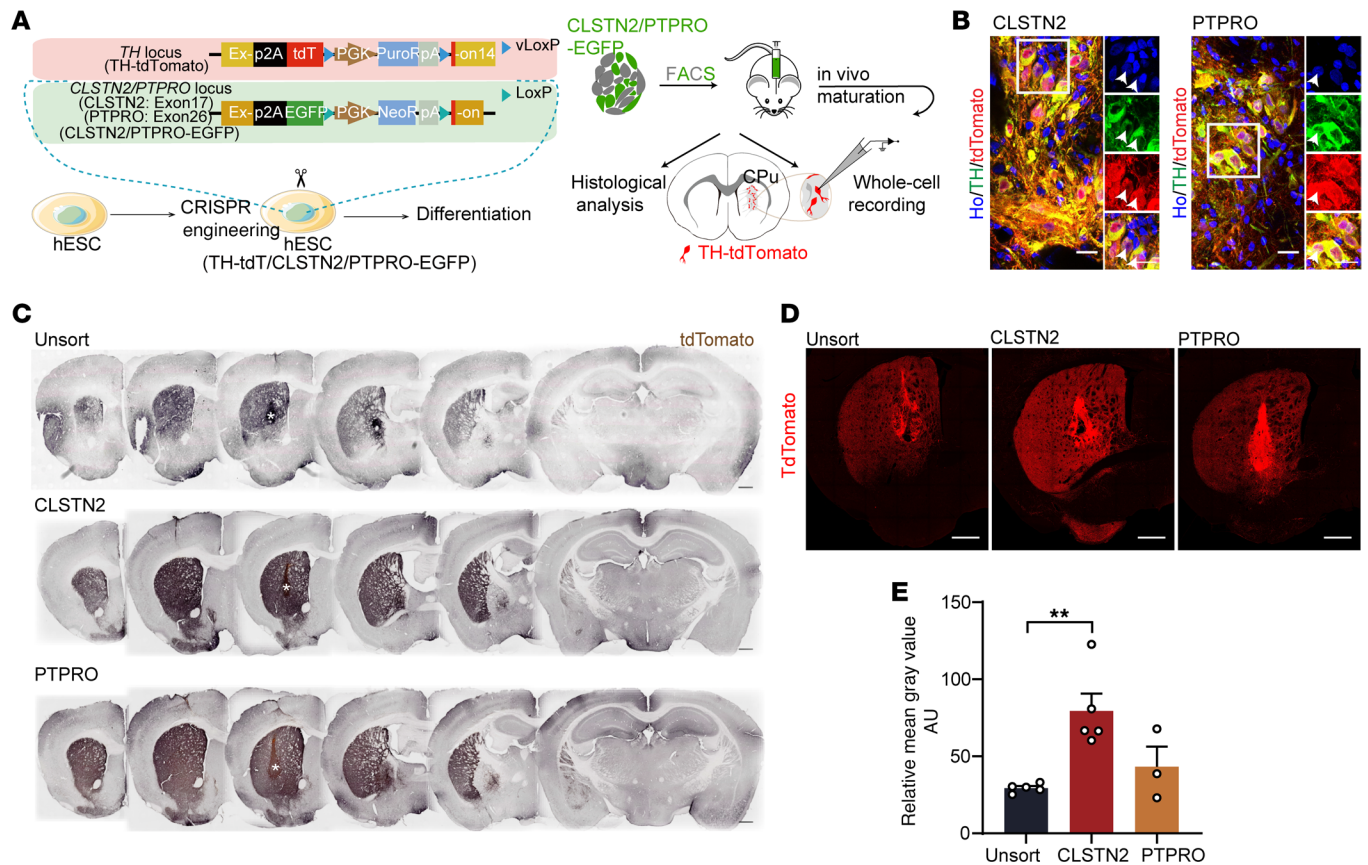 A
TH locus
(TH-tdTomato)
Ex- p2A tdT PGK PuroR pA -on14
vLoxP
CLSTN2/PTPRO locus
(CLSTN2: Exon17)
(PTPRO: Exon26)
(CLSTN2/PTPRO-EGFP)
Ex- p2A EGFP PGK NeoR pA -on
LoxP
hESC
CRISPR
engineering
hESC
(TH-tdT/CLSTN2/PTPRO-EGFP)
Differentiation
CLSTN2/PTPRO
-EGFP
FACS
in vivo
maturation
Histological
analysis
CPu
Whole-cell
recording
TH-tdTomato
B
CLSTN2
PTPRO
Ho/TH/tdTomato
Ho/TH/tdTomato
C
Unsort
tdTomato
*
CLSTN2
*
PTPRO
*
D
Unsort
CLSTN2
PTPRO
TdTomato
E
Relative mean gray value
AU
150
100
50
0
**
Unsort
CLSTN2
PTPRO